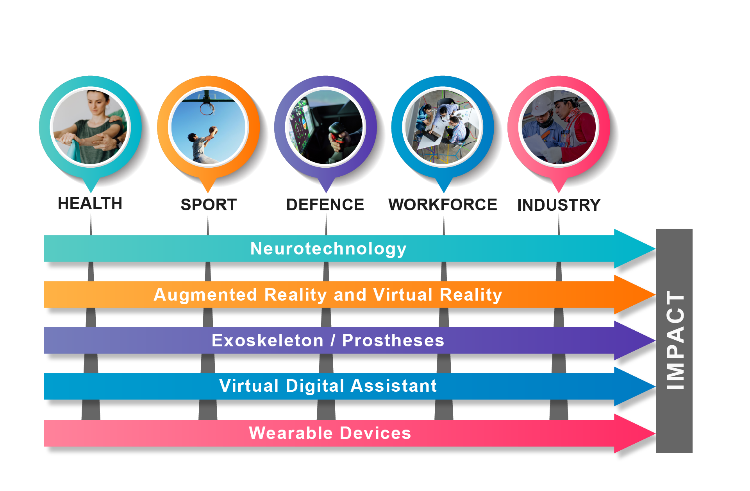 HEALTH
SPORT
DEFENCE
WORKFORCE
INDUSTRY
Neurotechnology
Augmented Reality and Virtual Reality
Exoskeleton / Prostheses
Virtual Digital Assistant
Wearable Devices
IMPACT